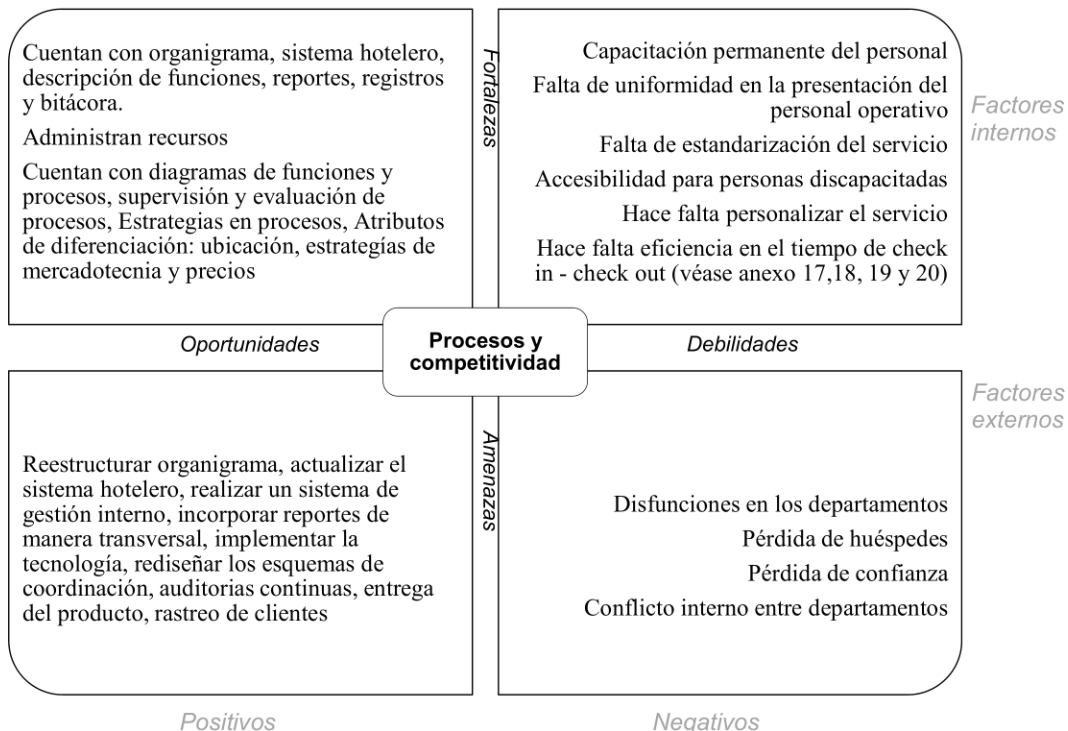 Cuentan con organigrama, sistema hotelero,
descripción de funciones, reportes, registros
y bitácora.
Administran recursos
Cuentan con diagramas de funciones y
procesos, supervisión y evaluación de
procesos, Estrategias en procesos, Atributos
de diferenciación: ubicación, estrategías de
mercadotecnia y precios
Fortalezas
Capacitación permanente del personal
Falta de uniformidad en la presentación del
personal operativo
Falta de estandarización del servicio
Accesibilidad para personas discapacitadas
Hace falta personalizar el servicio
Hace falta eficiencia en el tiempo de check
in - check out (véase anexo 17,18, 19 y 20)
Factores
internos
Oportunidades
Procesos y
competitividad
Debilidades
Reestructurar organigrama, actualizar el
sistema hotelero, realizar un sistema de
gestión interno, incorporar reportes de
manera transversal, implementar la
tecnología, rediseñar los esquemas de
coordinación, auditorias continuas, entrega
del producto, rastreo de clientes
Amenazas
Disfunciones en los departamentos
Pérdida de huéspedes
Pérdida de confianza
Conflicto interno entre departamentos
Factores
externos
Positivos
Negativos